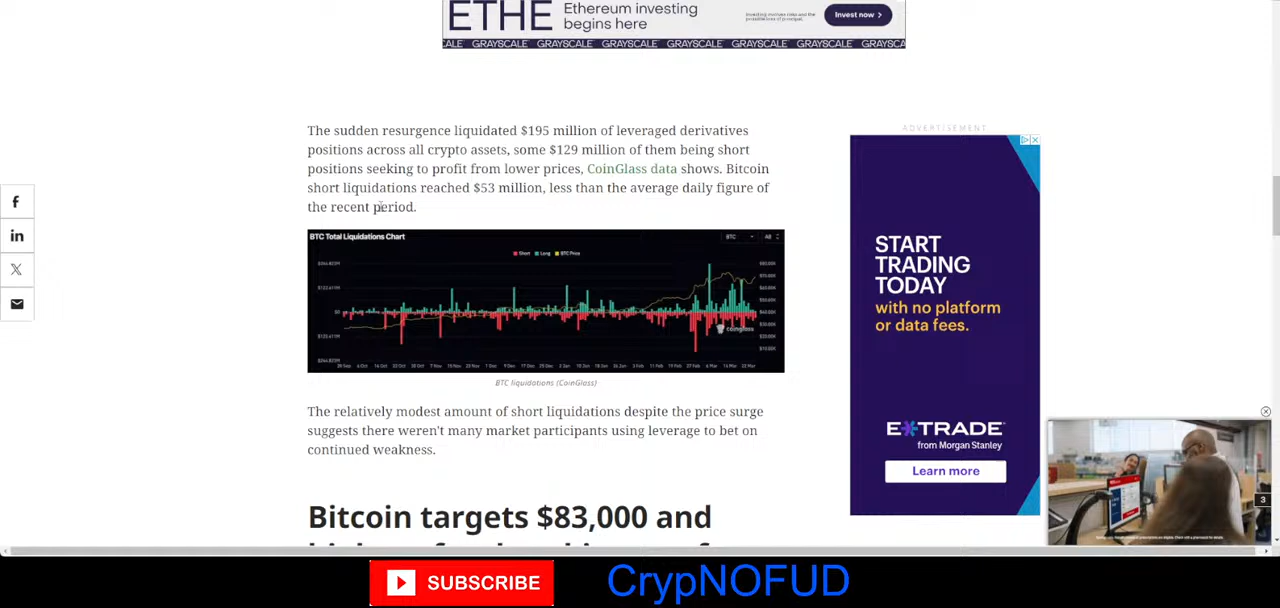 ETHE
Ethereum investing
begins here
Invest now >
GRAYSCALE GRAYSCALE GRAYSCALE GRAYSCALE GRAYSCALE GRAYSCALE
The sudden resurgence liquidated $195 million of leveraged derivatives
positions across all crypto assets, some $129 million of them being short
positions seeking to profit from lower prices, CoinGlass data shows. Bitcoin
short liquidations reached $53 million, less than the average daily figure of
the recent period.
BTC Total Liquidations Chart
BTC
All
Short Long BTC Price
coinglass
BTC liquidations (CoinGlass)
The relatively modest amount of short liquidations despite the price surge
suggests there weren't many market participants using leverage to bet on
continued weakness.
Bitcoin targets $83,000 and
ADVERTISEMENT
START
TRADING
TODAY
with no platform
or data fees.
E*TRADE
from Morgan Stanley
Learn more
3
SUBSCRIBE
CrypNOFUD